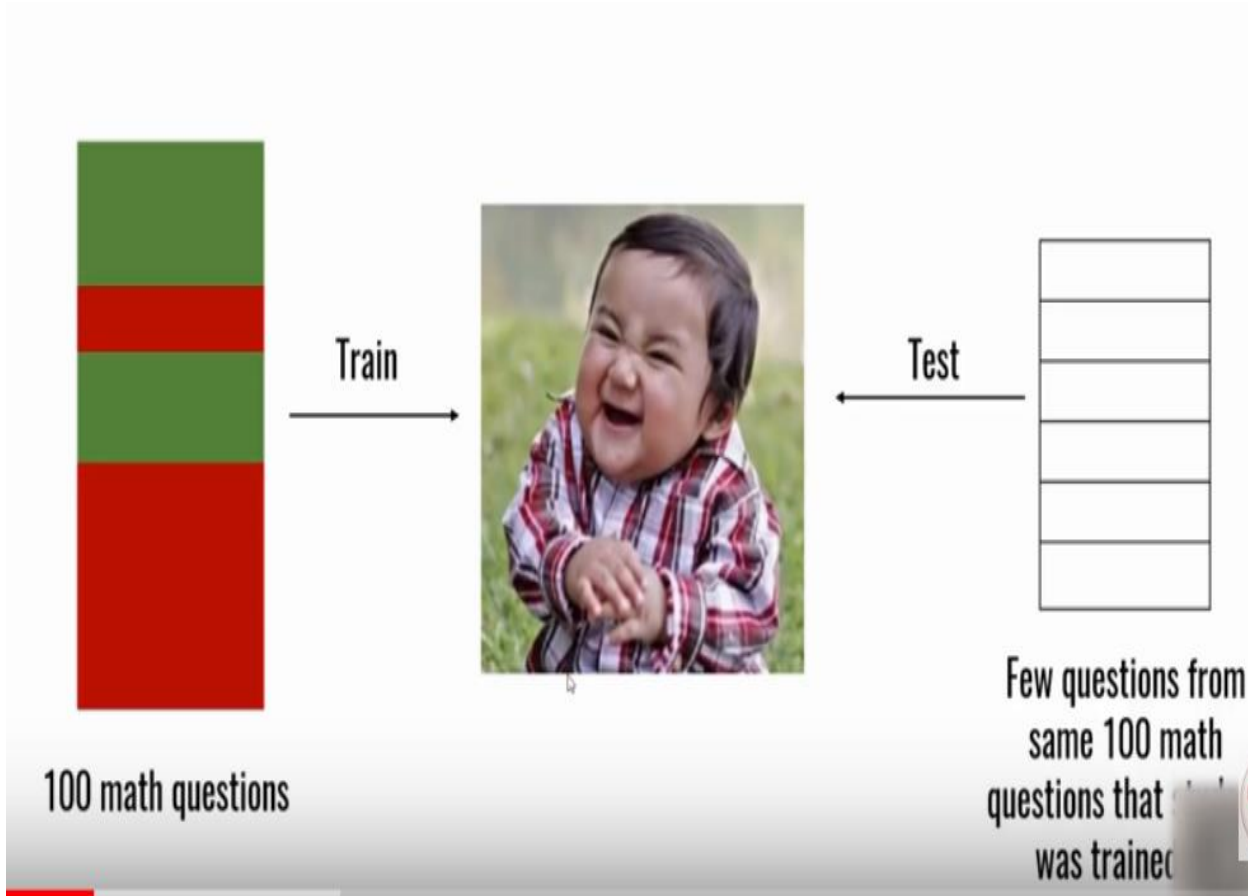 Train
Test
100 math questions
Few questions from
same 100 math
questions that
was trained